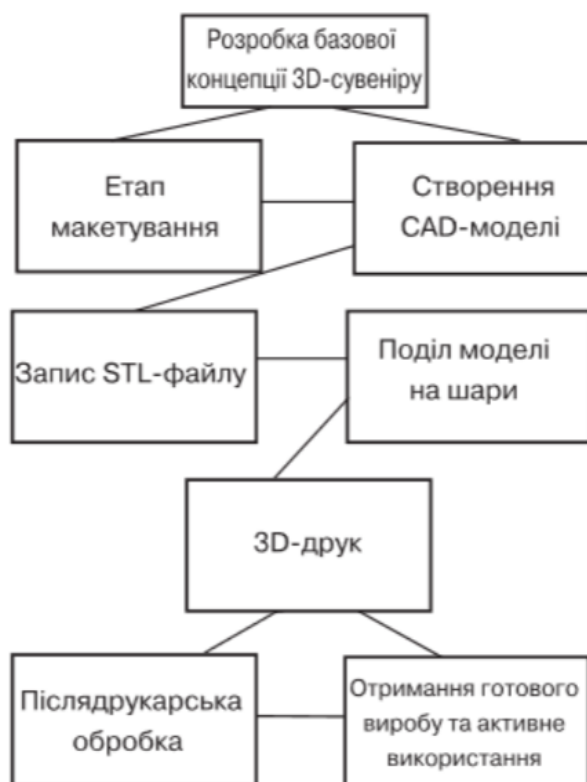 Розробка базової
концепції 3D-сувеніру
Етап
макетування
Створення
CAD-моделі
Запис STL-файлу
Поділ моделі
на шари
3D-друк
Післядрукарська
обробка
Отримання готового
виробу та активне
використання